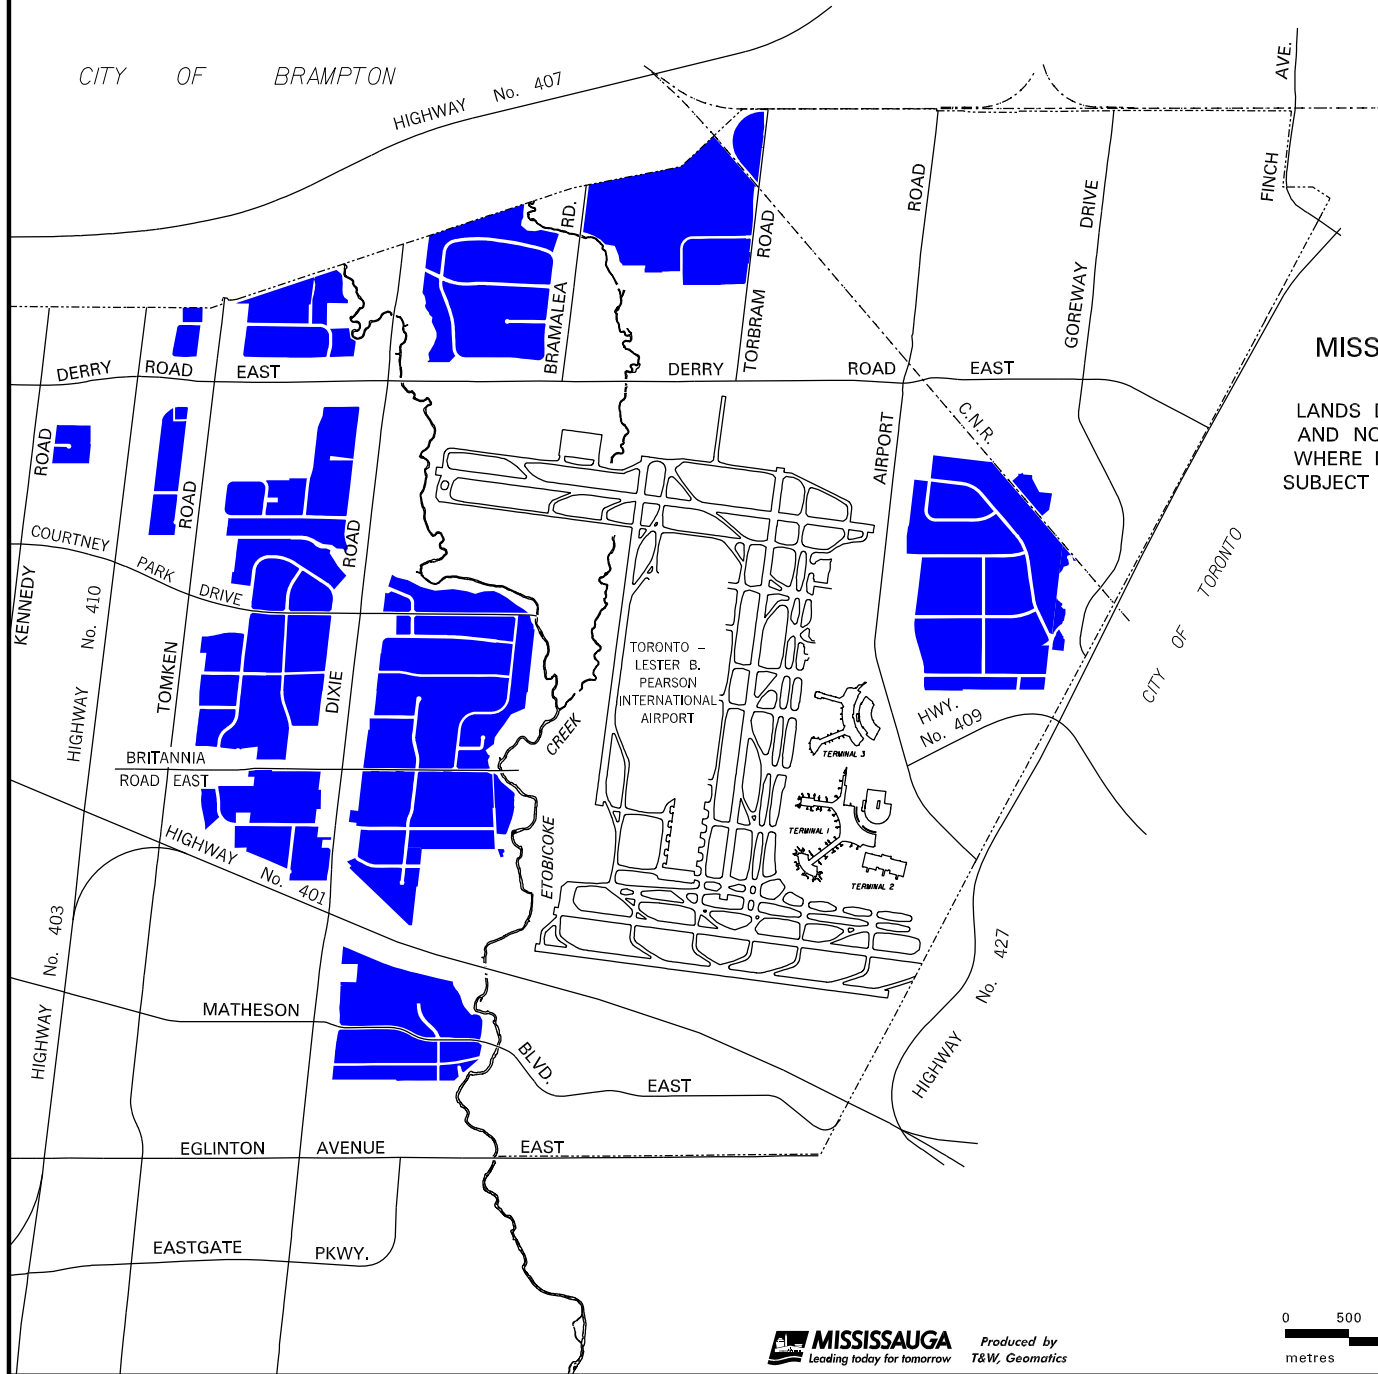 CITY OF BRAMPTON
HIGHWAY No. 407
AVE.
FINCH
RD.
ROAD
ROAD
DRIVE
BRAMALEA
TORBRAM
GOREWAY
MISS
DERRY ROAD EAST
DERRY ROAD EAST
LANDS
AND NO
WHERE
SUBJECT
C.N.R.
AIRPORT
ROAD
ROAD
ROAD
COURTNEY
PARK
DRIVE
KENNEDY
HIGHWAY No. 410
TOMKEN
DIXIE
CITY OF TORONTO
TORONTO –
LESTER B.
PEARSON
INTERNATIONAL
AIRPORT
CREEK
HWY.
No. 409
TERMINAL 3
BRITANNIA
ROAD EAST
TERMINAL 1
TERMINAL 2
HIGHWAY No. 401
ETOBICOKE
HIGHWAY No. 403
HIGHWAY No. 427
MATHESON
BLVD.
EAST
EGLINTON AVENUE EAST
EASTGATE PKWY.
MISSISSAUGA
Leading today for tomorrow
Produced by
T&W, Geomatics
0 500
metres